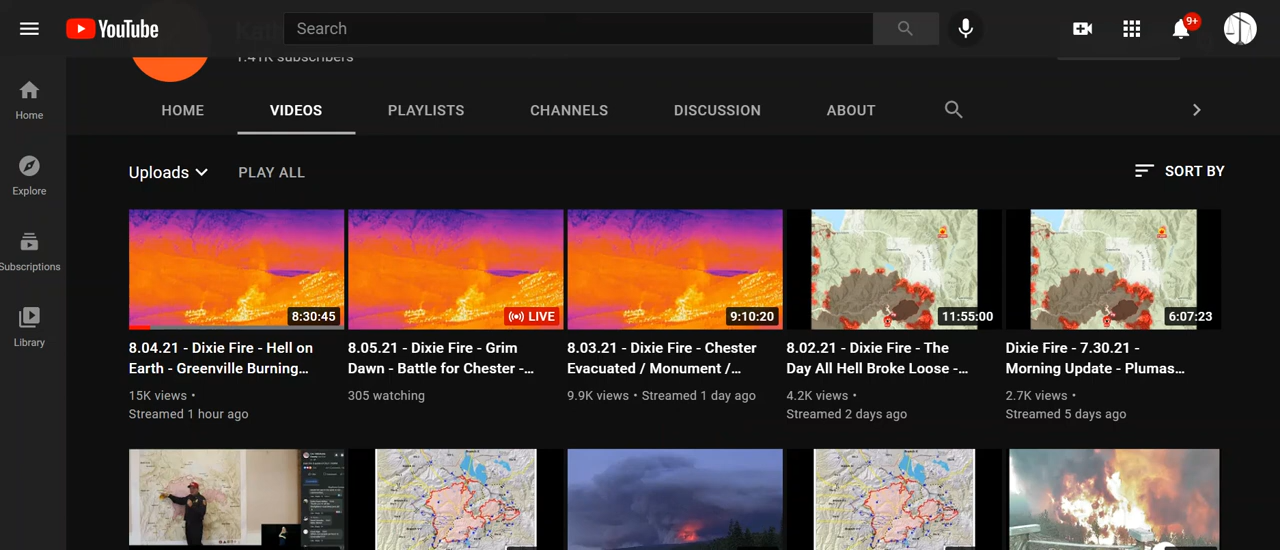 YouTube
Search
9+
1.41K subscribers
HOME VIDEOS PLAYLISTS CHANNELS DISCUSSION ABOUT
Home
Explore
Subscriptions
Library
Uploads PLAY ALL SORT BY
8:30:45
LIVE
9:10:20
11:55:00
6:07:23
8.04.21 - Dixie Fire - Hell on
Earth - Greenville Burning...
15K views •
Streamed 1 hour ago
8.05.21 - Dixie Fire - Grim
Dawn - Battle for Chester -...
305 watching
8.03.21 - Dixie Fire - Chester
Evacuated / Monument /...
9.9K views • Streamed 1 day ago
8.02.21 - Dixie Fire - The
Day All Hell Broke Loose -...
4.2K views •
Streamed 2 days ago
Dixie Fire - 7.30.21 -
Morning Update - Plumas...
2.7K views •
Streamed 5 days ago